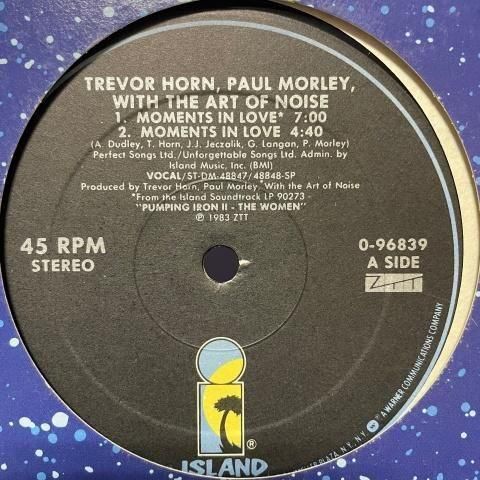 TREVOR HORN, PAUL MORLEY,
WITH THE ART OF NOISE
1. MOMENTS IN LOVE* 7:00
2. MOMENTS IN LOVE 4:40
(A. Dudley, T. Horn, J.J. Jeczalik, G. Langan, P. Morley)
Perfect Songs Ltd./Unforgettable Songs Ltd. Admin. by
Island Music, Inc. (BMI)
VOCAL/ST-DM-48847/48848-SP
Produced by Trevor Horn, Paul Morley, With the Art of Noise
*From the Island Soundtrack LP 90273 -
"PUMPING IRON II - THE WOMEN"
℗ 1983 ZTT
45 RPM
STEREO
0-96839
A SIDE
ZTT
ISLAND
®
PLAZA, N.Y., N.Y.
℗ A WARNER COMMUNICATIONS COMPANY